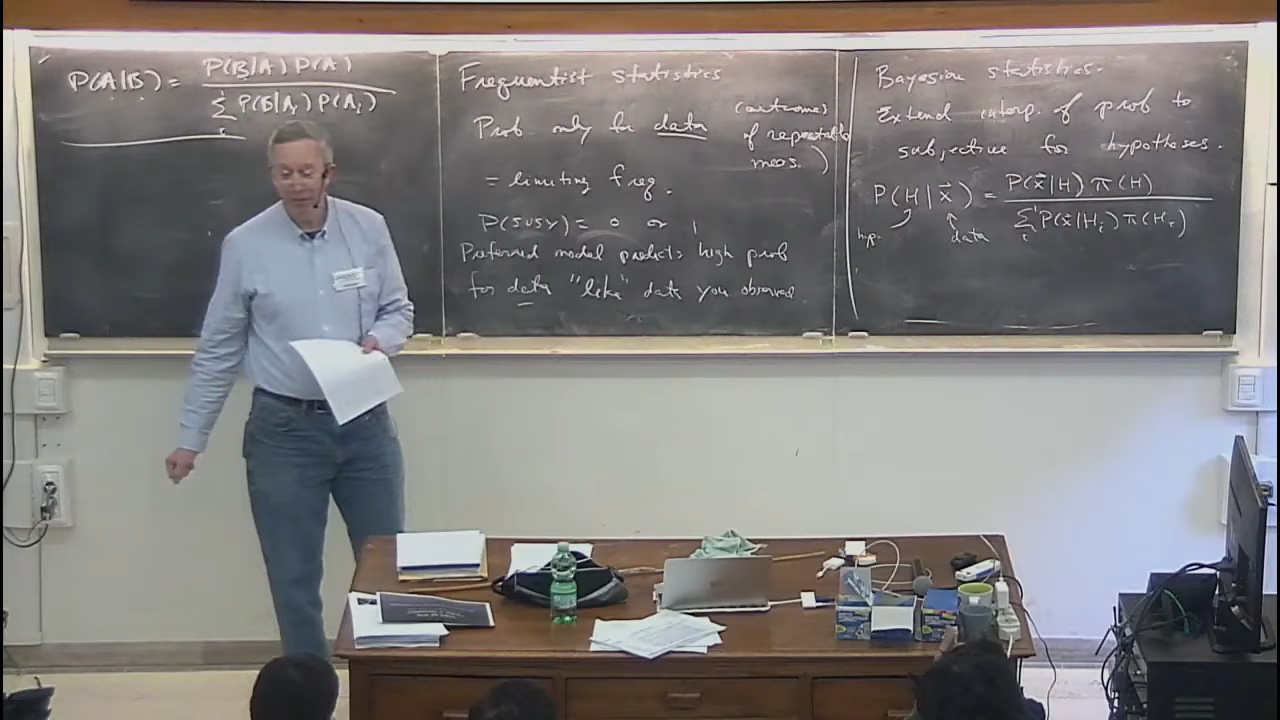 P(A|B) = P(B|A) P(A)
∑ᵢ P(B|Aᵢ) P(Aᵢ)
Frequentist statistics
Prob. only for data (outcome)
of repeatable
meas. )
= limiting freq.
P(SUSY) = 0 or 1
Preferred model predicts high prob
for data "like" data you observed.
Bayesian statistics.
Extend interp. of prob to
subjective for hypotheses.
P(H|x⃗) = P(x⃗|H) π(H)
∑ᵢ P(x⃗|Hᵢ) π(Hᵢ)
hyp. data